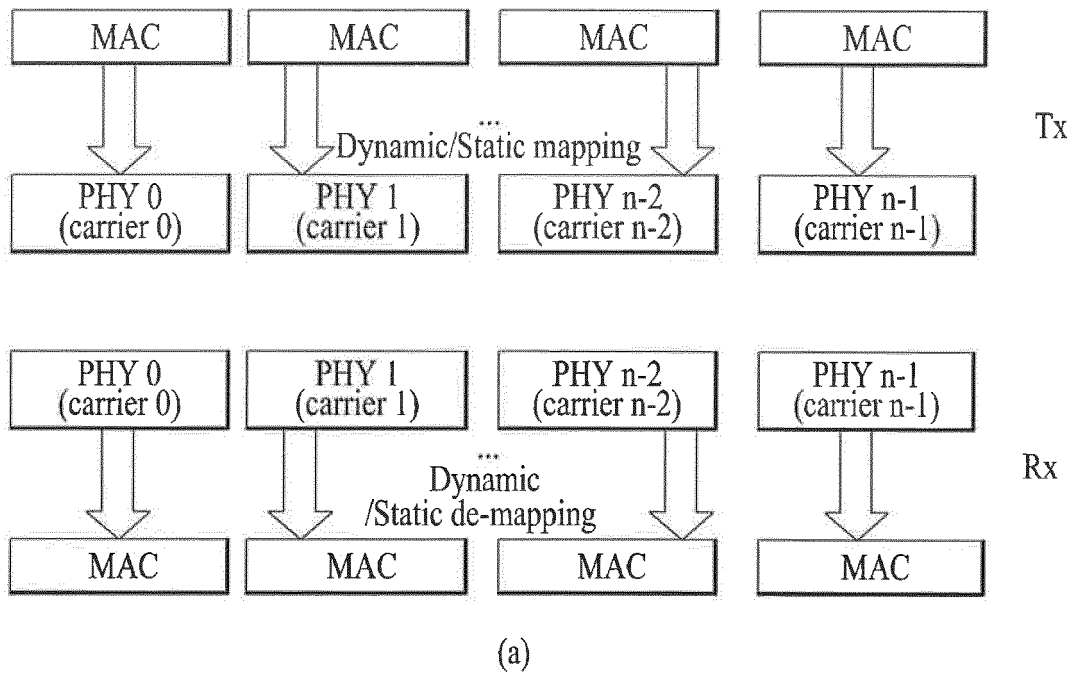 MAC MAC MAC MAC
Tx
...
Dynamic/Static mapping
PHY 0 PHY 1 PHY n-2 PHY n-1
(carrier 0) (carrier 1) (carrier n-2) (carrier n-1)
PHY 0 PHY 1 PHY n-2 PHY n-1
(carrier 0) (carrier 1) (carrier n-2) (carrier n-1)
...
Rx
Dynamic
/Static de-mapping
MAC MAC MAC MAC
(a)